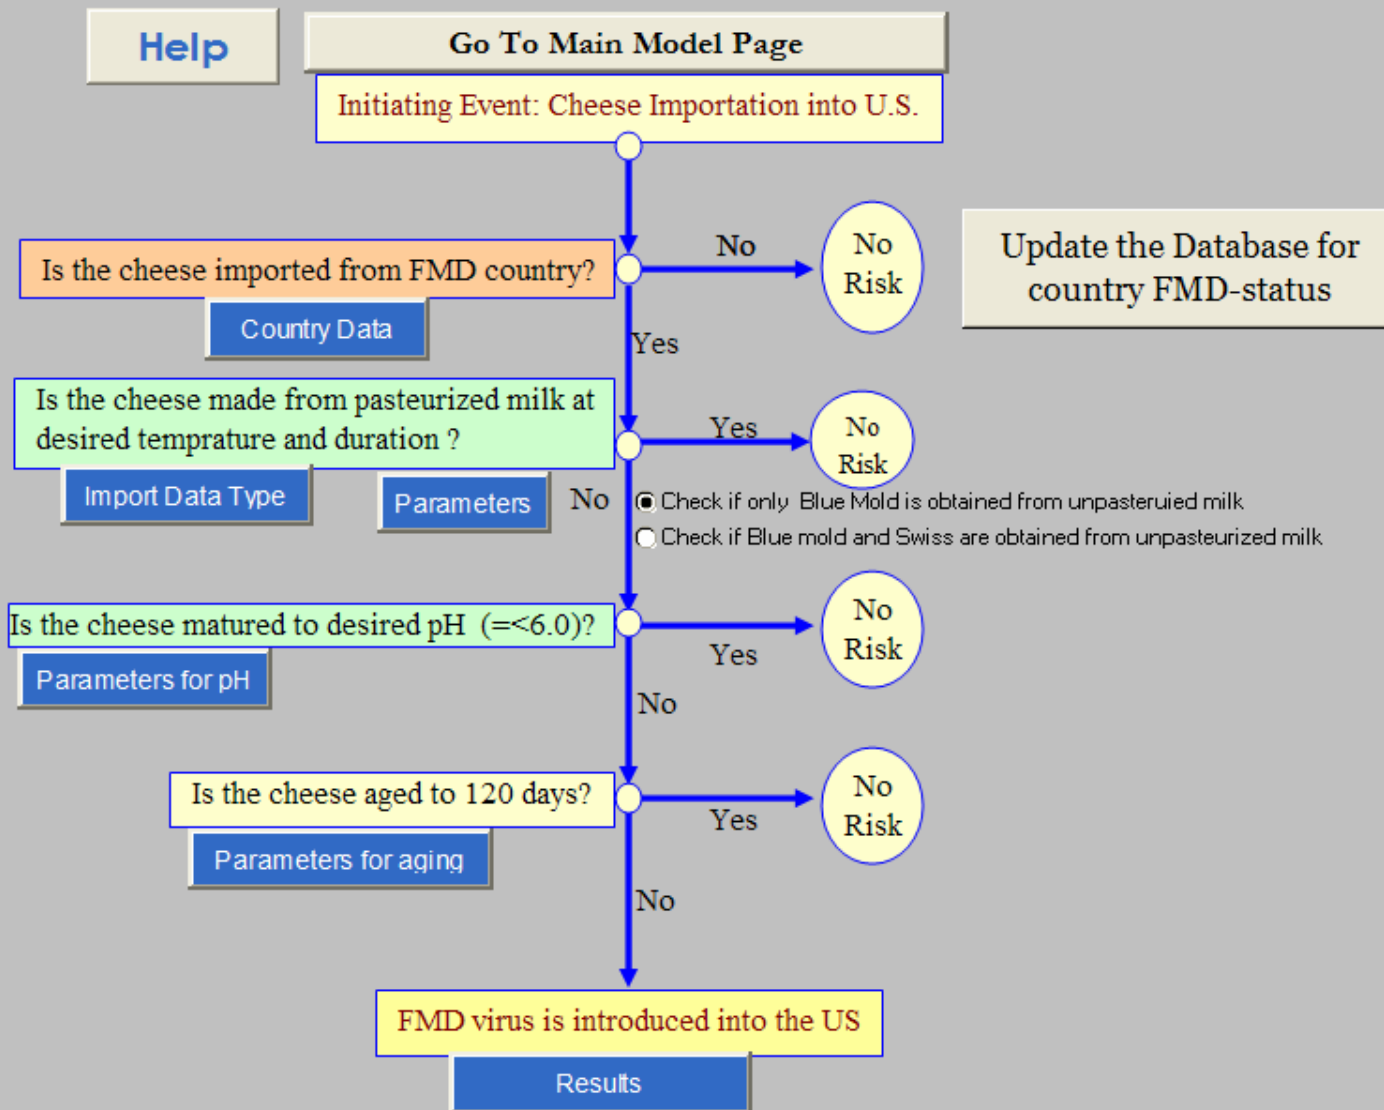 Help
Go To Main Model Page
Initiating Event: Cheese Importation into U.S.
Is the cheese imported from FMD country?
No
No
Risk
Update the Database for
country FMD-status
Country Data
Yes
Is the cheese made from pasteurized milk at
desired temprature and duration ?
Yes
No
Risk
Import Data Type
Parameters
No
Check if only Blue Mold is obtained from unpasteruied milk
Check if Blue mold and Swiss are obtained from unpasteurized milk
Is the cheese matured to desired pH (=<6.0)?
Yes
No
Risk
Parameters for pH
No
Is the cheese aged to 120 days?
Yes
No
Risk
Parameters for aging
No
FMD virus is introduced into the US
Results